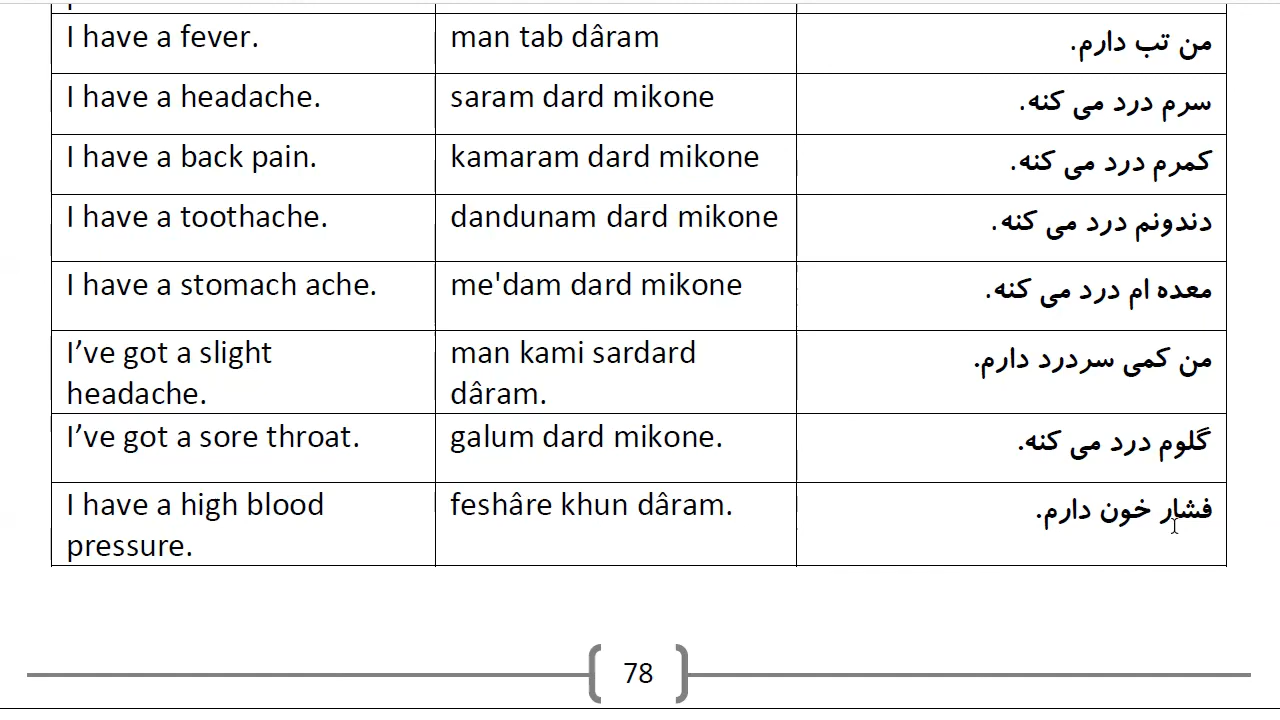 I have a fever. man tab dâram من تب دارم.
I have a headache. saram dard mikone سرم درد می کنه.
I have a back pain. kamaram dard mikone کمرم درد می کنه.
I have a toothache. dandunam dard mikone دندونم درد می کنه.
I have a stomach ache. me'dam dard mikone معده ام درد می کنه.
I’ve got a slight
headache.
man kami sardard
dâram.
من کمی سردرد دارم.
I’ve got a sore throat. galum dard mikone. گلوم درد می کنه.
I have a high blood
pressure.
feshâre khun dâram.
فشار خون دارم.
78